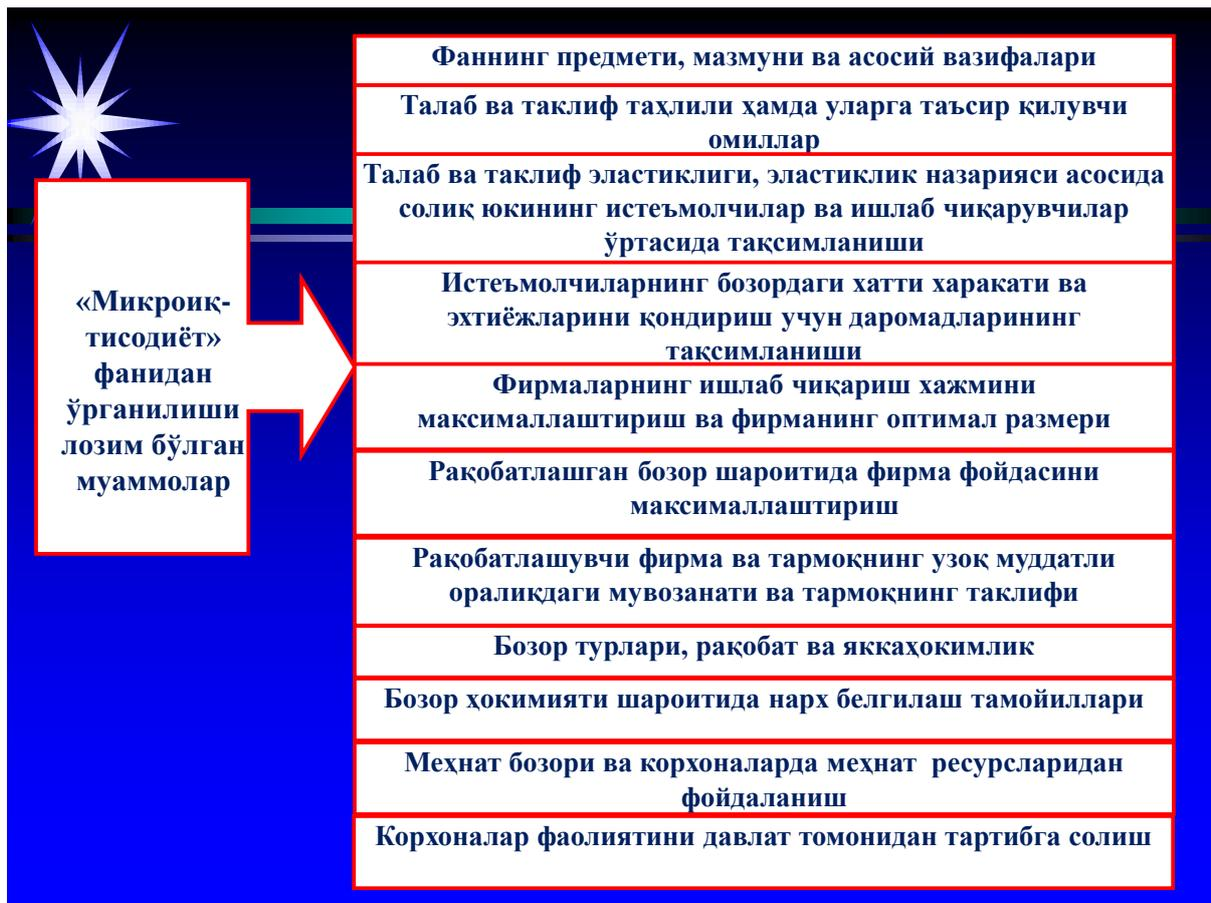 Фаннинг предмети, мазмуни ва асосий вазифалари
Талаб ва таклиф таҳлили ҳамда уларга таъсир қилувчи
омиллар
Талаб ва таклиф эластиклиги, эластиклик назарияси асосида
солиқ юкининг истеъмолчилар ва ишлаб чиқарувчилар
ўртасида тақсимланиши
«Микроиқ-
тисодиёт»
фанидан
ўрганилиши
лозим бўлган
муаммолар
Истеъмолчиларнинг бозордаги хатти харакати ва
эхтиёжларини қондириш учун даромадларининг
тақсимланиши
Фирмаларнинг ишлаб чиқариш хажмини
максималлаштириш ва фирманинг оптимал размери
Рақобатлашган бозор шароитида фирма фойдасини
максималлаштириш
Рақобатлашувчи фирма ва тармоқнинг узоқ муддатли
оралиқдаги мувозанати ва тармоқнинг таклифи
Бозор турлари, рақобат ва яккаҳокимлик
Бозор ҳокимияти шароитида нарх белгилаш тамойиллари
Меҳнат бозори ва корхоналарда меҳнат ресурсларидан
фойдаланиш
Корхоналар фаолиятини давлат томонидан тартибга солиш